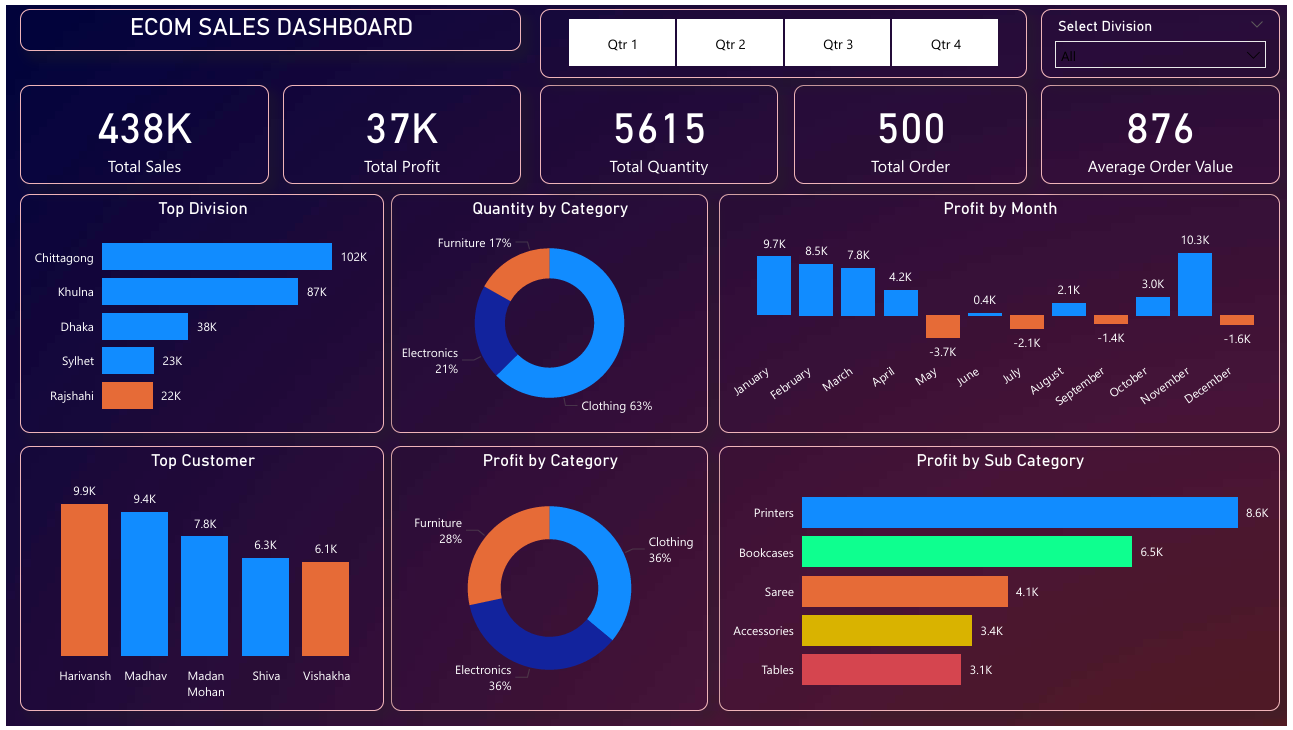 ECOM SALES DASHBOARD
Qtr 1
Qtr 2
Qtr 3
Qtr 4
Select Division
All
438K
Total Sales
37K
Total Profit
5615
Total Quantity
500
Total Order
876
Average Order Value
Top Division
Chittagong
102K
Khulna
87K
Dhaka
38K
Sylhet
23K
Rajshahi
22K
Quantity by Category
Furniture 17%
Electronics
21%
Clothing 63%
Profit by Month
9.7K
8.5K
7.8K
4.2K
-3.7K
0.4K
-2.1K
2.1K
-1.4K
3.0K
10.3K
-1.6K
January
February
March
April
May
June
July
August
September
October
November
December
Top Customer
9.9K
9.4K
7.8K
6.3K
6.1K
Harivansh
Madhav
Madan
Mohan
Shiva
Vishakha
Profit by Category
Furniture
28%
Clothing
36%
Electronics
36%
Profit by Sub Category
Printers
8.6K
Bookcases
6.5K
Saree
4.1K
Accessories
3.4K
Tables
3.1K